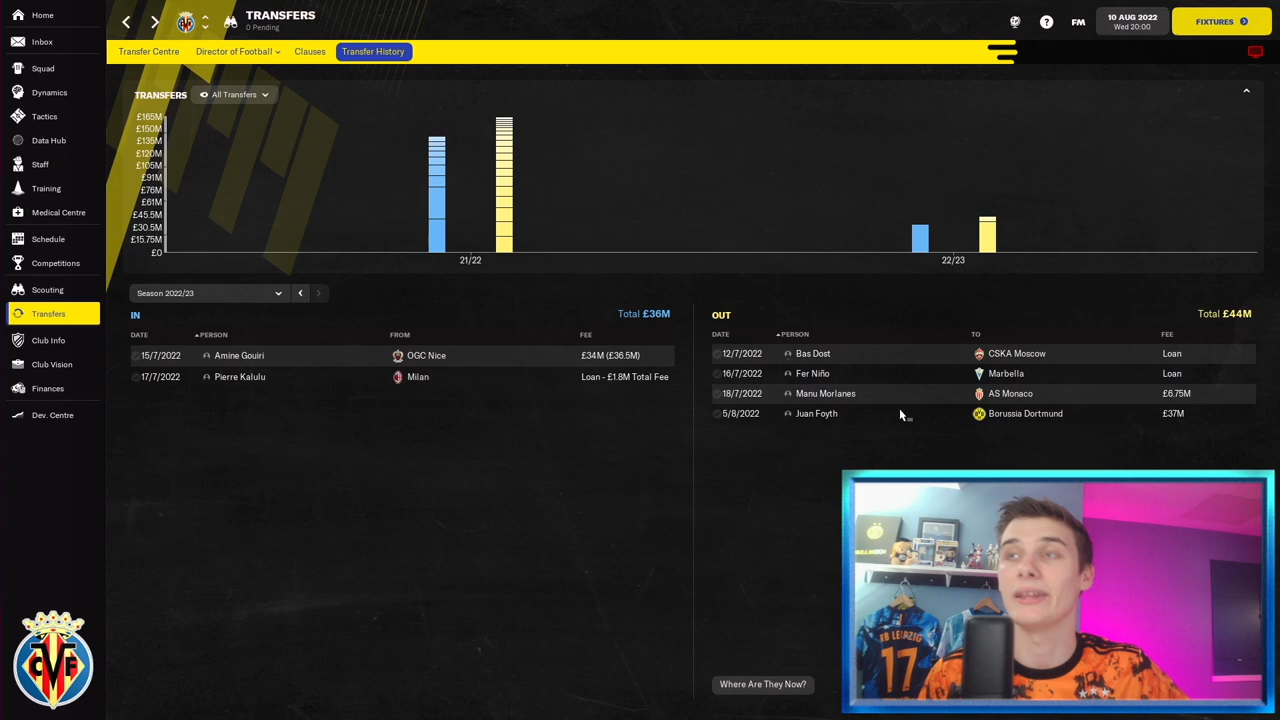 Home
Inbox
Squad
Dynamics
Tactics
Data Hub
Staff
Training
Medical Centre
Schedule
Competitions
Scouting
Transfers
Club Info
Club Vision
Finances
Dev. Centre
TRANSFERS
0 Pending
FM
10 AUG 2022
Wed 20:00
FIXTURES
Transfer Centre Director of Football Clauses Transfer History
TRANSFERS All Transfers
£165M
£150M
£135M
£120M
£105M
£91M
£76M
£61M
£45.5M
£30.5M
£15.75M
£0
21/22 22/23
Season 2022/23
IN Total £36M
DATE PERSON FROM FEE
15/7/2022 Amine Gouiri OGC Nice £34M (£36.5M)
17/7/2022 Pierre Kalulu Milan Loan - £1.8M Total Fee
OUT Total £44M
DATE PERSON TO FEE
12/7/2022 Bas Dost CSKA Moscow Loan
16/7/2022 Fer Niño Marbella Loan
18/7/2022 Manu Morlanes AS Monaco £6.75M
5/8/2022 Juan Foyth Borussia Dortmund £37M
Where Are They Now?
RB LEIPZIG
17
CVF